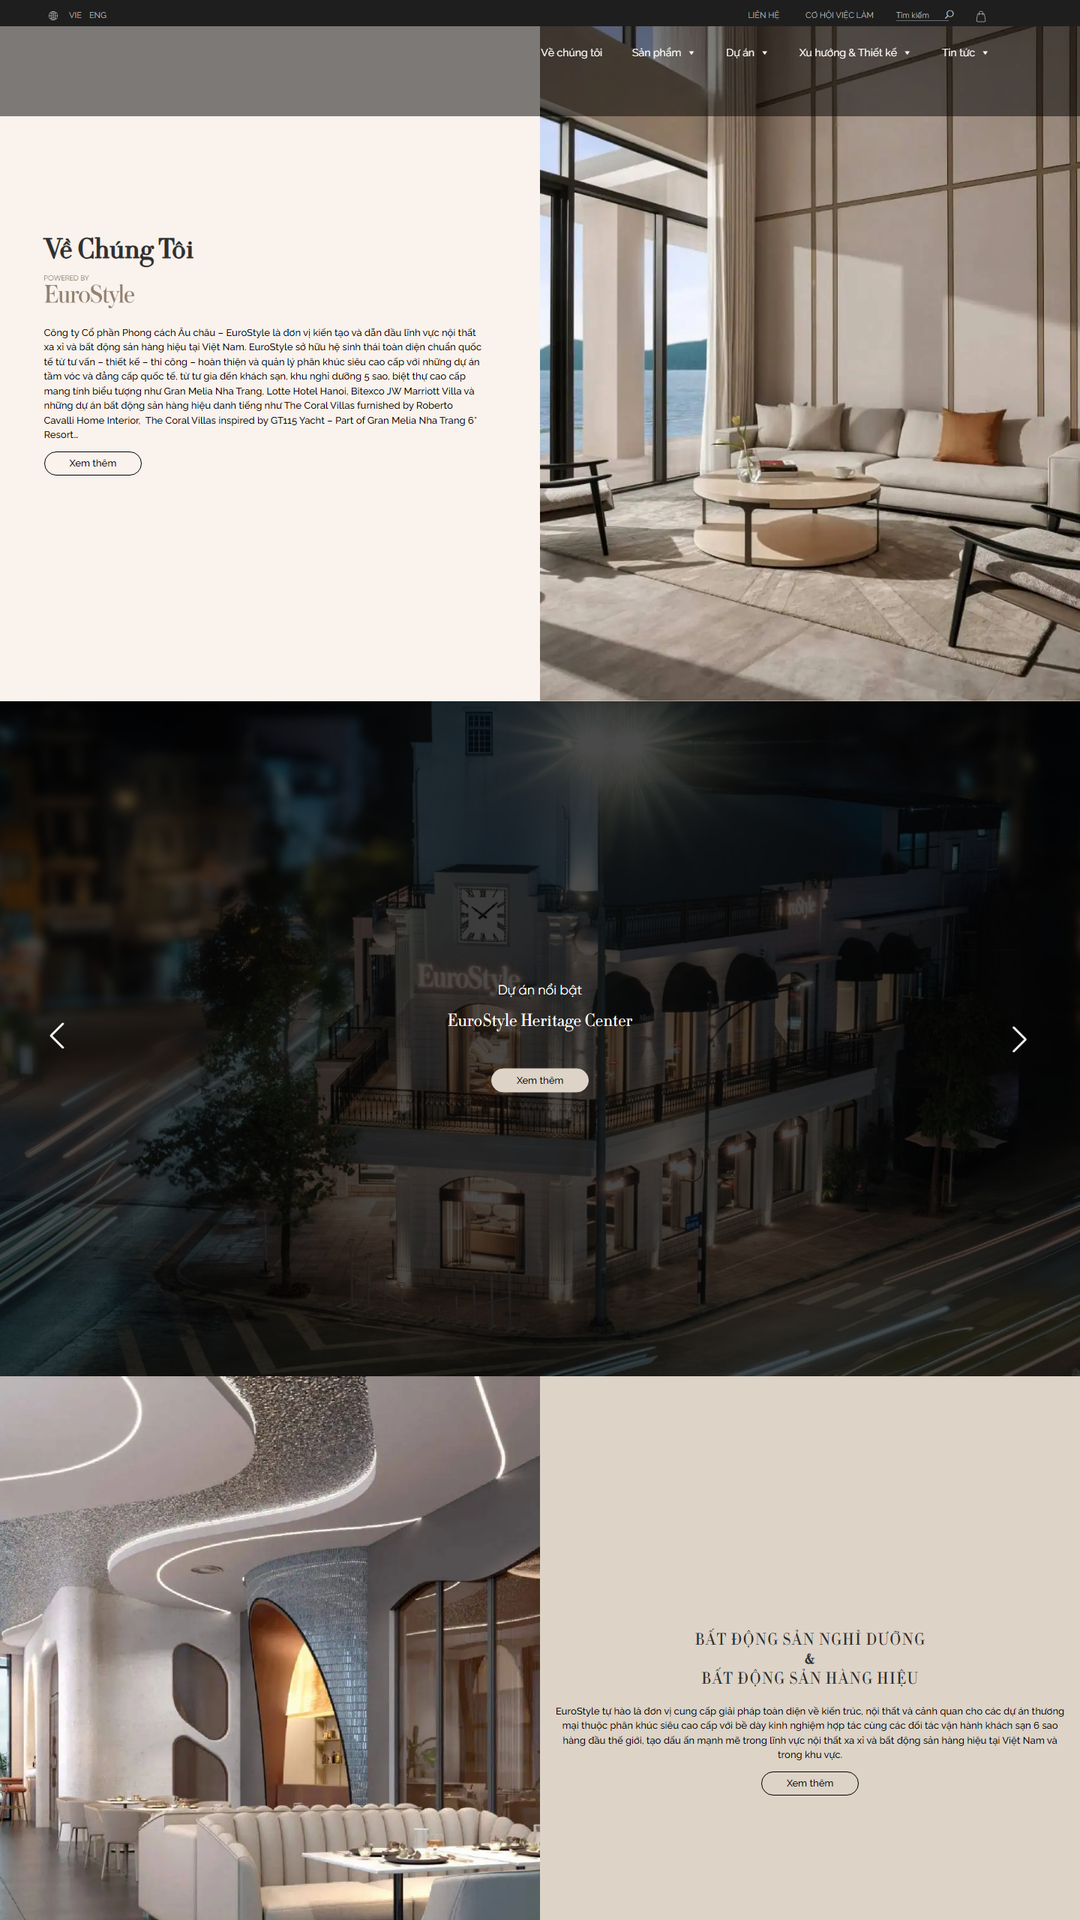 VIE ENG
LIÊN HỆ
CƠ HỘI VIỆC LÀM
Tìm kiếm
Về chúng tôi
Sản phẩm
Dự án
Xu hướng & Thiết kế
Tin tức
Về Chúng Tôi
POWERED BY
EuroStyle
Công ty Cổ phần Phong cách Âu châu – EuroStyle là đơn vị kiến tạo và dẫn đầu lĩnh vực nội thất
xa xỉ và bất động sản hàng hiệu tại Việt Nam. EuroStyle sở hữu hệ sinh thái toàn diện chuẩn quốc
tế từ tư vấn – thiết kế – thi công – hoàn thiện và quản lý phân khúc siêu cao cấp với những dự án
tầm vóc và đẳng cấp quốc tế, từ tư gia đến khách sạn, khu nghỉ dưỡng 5 sao, biệt thự cao cấp
mang tính biểu tượng như Gran Melia Nha Trang, Lotte Hotel Hanoi, Bitexco JW Marriott Villa và
những dự án bất động sản hàng hiệu danh tiếng như The Coral Villas furnished by Roberto
Cavalli Home Interior,  The Coral Villas inspired by GT115 Yacht – Part of Gran Melia Nha Trang 6*
Resort…
Xem thêm
EuroStyle
EuroStyle
Dự án nổi bật
EuroStyle Heritage Center
Xem thêm
BẤT ĐỘNG SẢN NGHỈ DƯỠNG
&
BẤT ĐỘNG SẢN HÀNG HIỆU
EuroStyle tự hào là đơn vị cung cấp giải pháp toàn diện về kiến trúc, nội thất và cảnh quan cho các dự án thương
mại thuộc phân khúc siêu cao cấp với bề dày kinh nghiệm hợp tác cùng các đối tác vận hành khách sạn 6 sao
hàng đầu thế giới, tạo dấu ấn mạnh mẽ trong lĩnh vực nội thất xa xỉ và bất động sản hàng hiệu tại Việt Nam và
trong khu vực.
Xem thêm